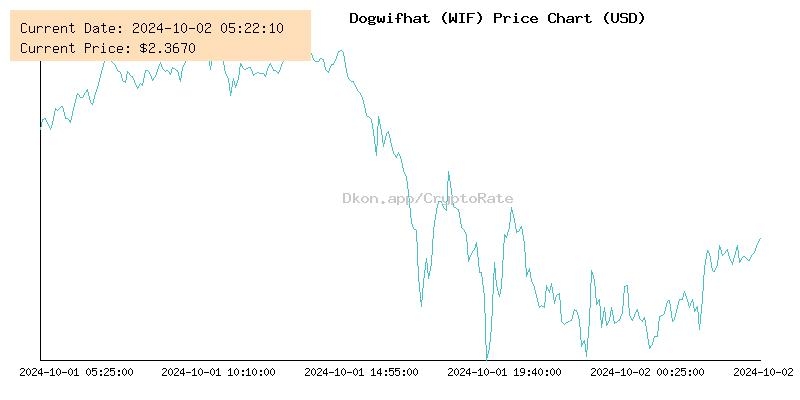 Dogwifhat (WIF) Price Chart (USD)
Current Date: 2024-10-02 05:22:10
Current Price: $2.3670
Dkon.app/CryptoRate
2024-10-01 05:25:00 2024-10-01 10:10:00 2024-10-01 14:55:00 2024-10-01 19:40:00 2024-10-02 00:25:00 2024-10-02